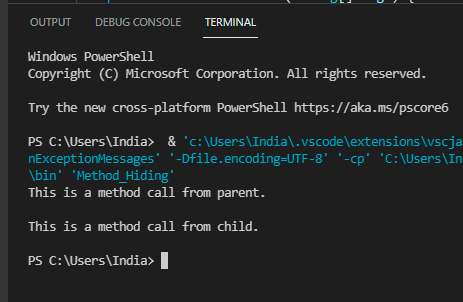 OUTPUT DEBUG CONSOLE TERMINAL
Windows PowerShell
Copyright (C) Microsoft Corporation. All rights reserved.
Try the new cross-platform PowerShell https://aka.ms/pscore6
PS C:\Users\India>  & 'c:\Users\India\.vscode\extensions\vscja
nExceptionMessages' '-Dfile.encoding=UTF-8' '-cp' 'C:\Users\In
\bin' 'Method_Hiding'
This is a method call from parent.
This is a method call from child.
PS C:\Users\India>